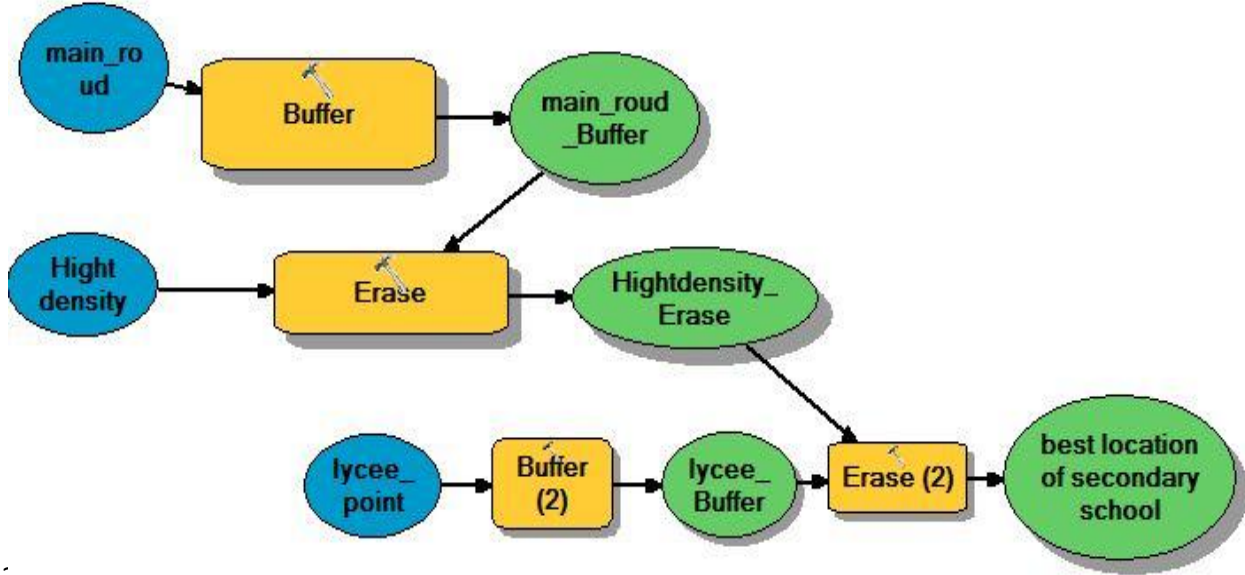 main_ro
ud
Buffer
main_roud
_Buffer
Hight
density
Erase
Hightdensity_
Erase
lycee_
point
Buffer
(2)
lycee_
Buffer
Erase (2)
best location
of secondary
school